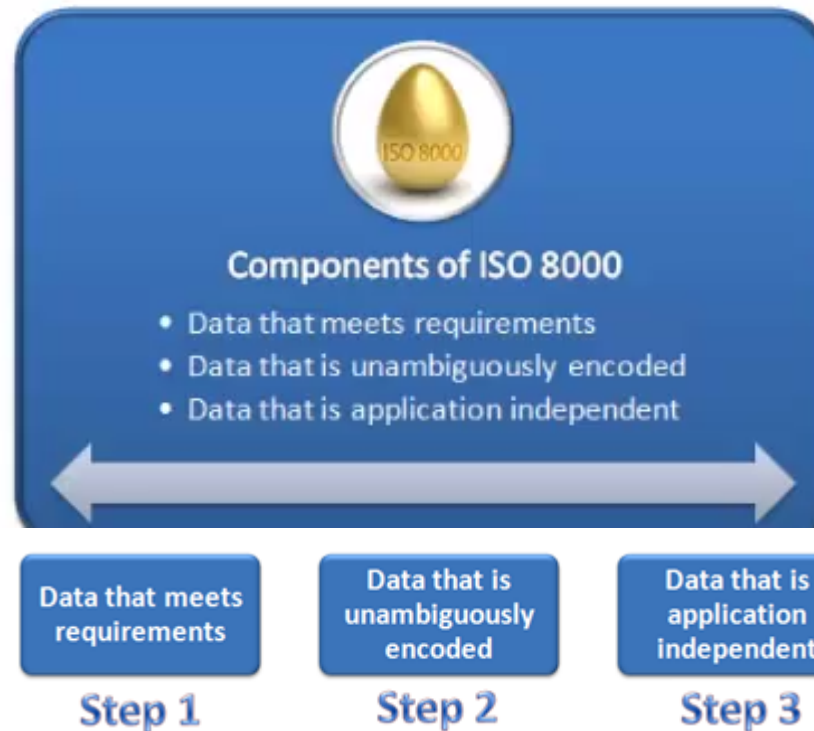 ISO 8000
Components of ISO 8000
• Data that meets requirements
• Data that is unambiguously encoded
• Data that is application independent
Data that meets
requirements
Data that is
unambiguously
encoded
Data that is
application
independent
Step 1
Step 2
Step 3